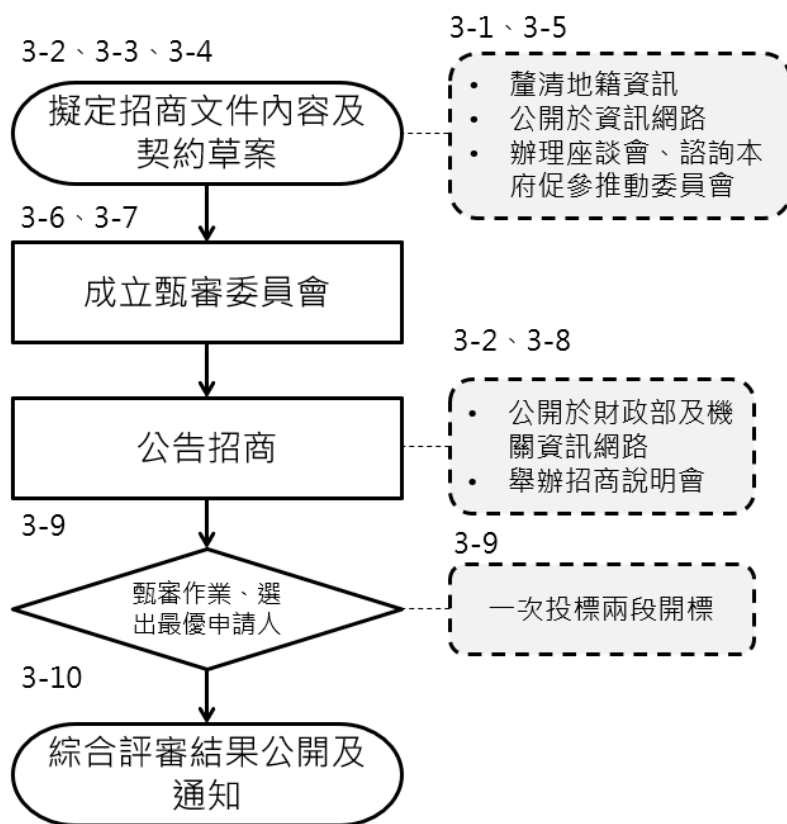 3-2、3-3、3-4
擬定招商文件內容及
契約草案
3-1、3-5
• 釐清地籍資訊
• 公開於資訊網路
• 辦理座談會、諮詢本
府促參推動委員會
3-6、3-7
成立甄審委員會
公告招商
3-2、3-8
• 公開於財政部及機
關資訊網路
• 舉辦招商說明會
3-9
甄審作業、選
出最優申請人
3-9
一次投標兩段開標
3-10
綜合評審結果公開及
通知